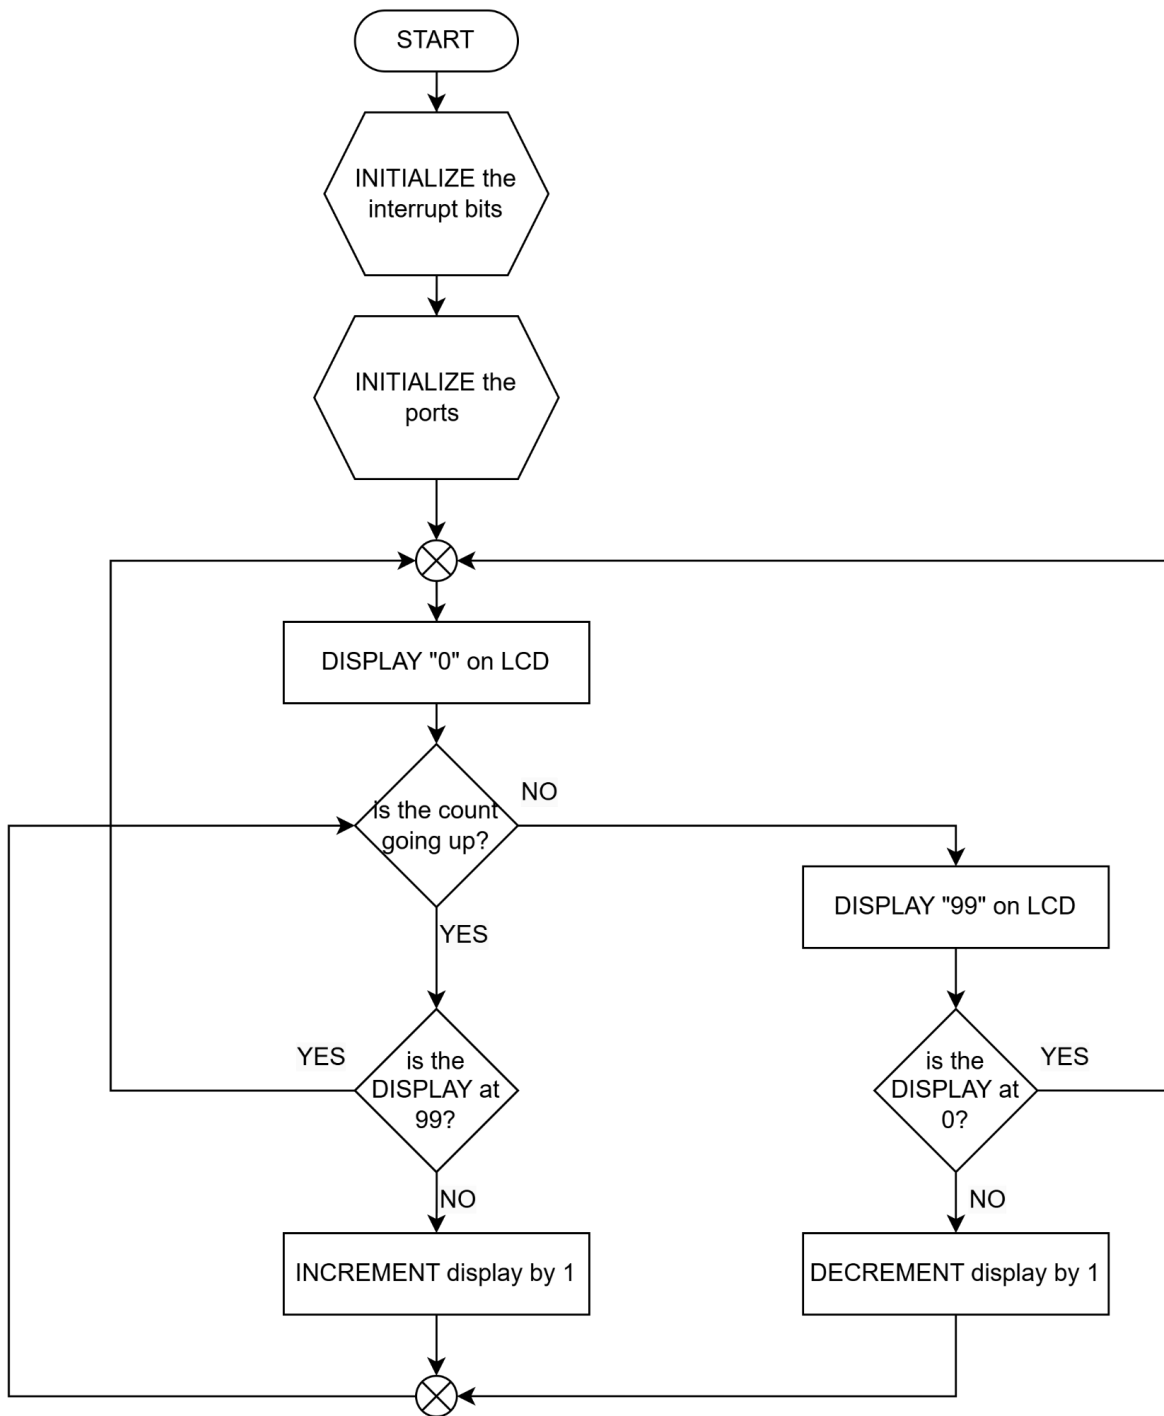 START
INITIALIZE the
interrupt bits
INITIALIZE the
ports
DISPLAY "0" on LCD
is the count
going up?
NO
YES
DISPLAY "99" on LCD
is the
DISPLAY at
99?
YES
NO
is the
DISPLAY at
0?
YES
NO
INCREMENT display by 1
DECREMENT display by 1